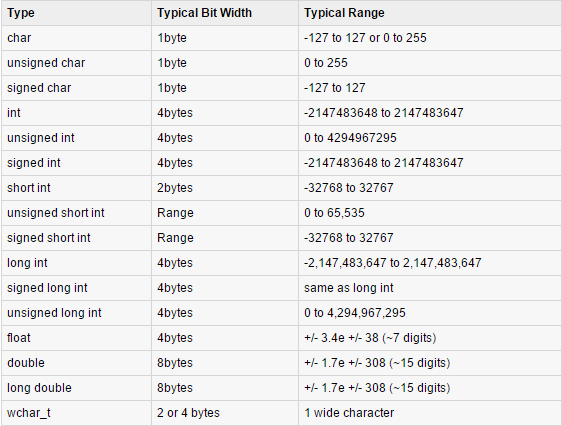 Type Typical Bit Width Typical Range
char 1byte -127 to 127 or 0 to 255
unsigned char 1byte 0 to 255
signed char 1byte -127 to 127
int 4bytes -2147483648 to 2147483647
unsigned int 4bytes 0 to 4294967295
signed int 4bytes -2147483648 to 2147483647
short int 2bytes -32768 to 32767
unsigned short int Range 0 to 65,535
signed short int Range -32768 to 32767
long int 4bytes -2,147,483,647 to 2,147,483,647
signed long int 4bytes same as long int
unsigned long int 4bytes 0 to 4,294,967,295
float 4bytes +/- 3.4e +/- 38 (~7 digits)
double 8bytes +/- 1.7e +/- 308 (~15 digits)
long double 8bytes +/- 1.7e +/- 308 (~15 digits)
wchar_t 2 or 4 bytes 1 wide character